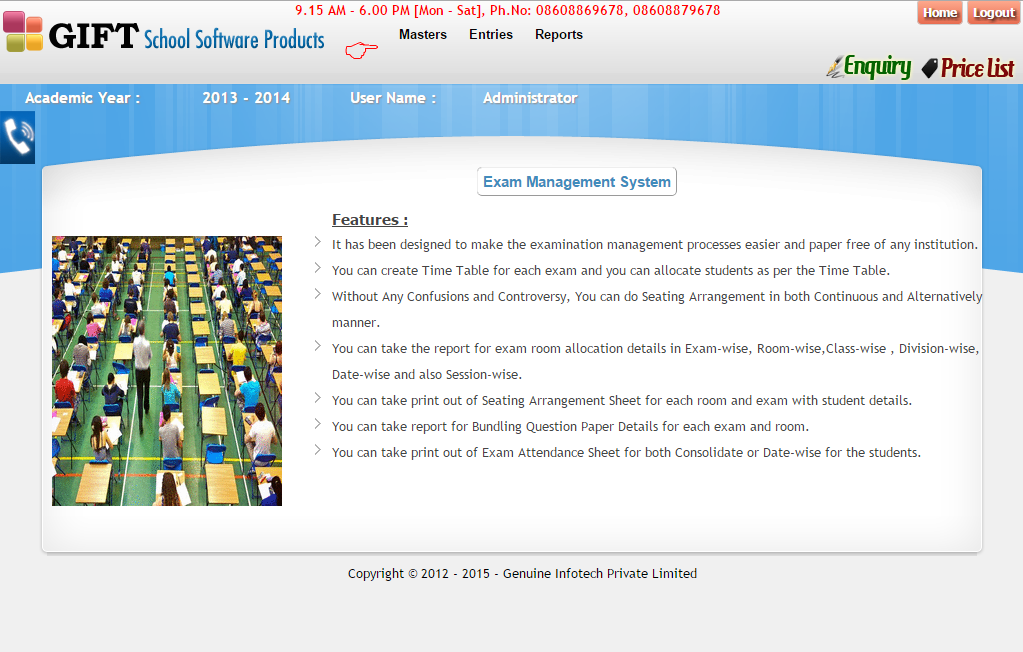 9.15 AM - 6.00 PM [Mon - Sat], Ph.No: 08608869678, 08608879678
Home Logout
GIFT School Software Products
Masters Entries Reports
Enquiry Price List
Academic Year : 2013 - 2014 User Name : Administrator
Exam Management System
Features :
It has been designed to make the examination management processes easier and paper free of any institution.
You can create Time Table for each exam and you can allocate students as per the Time Table.
Without Any Confusions and Controversy, You can do Seating Arrangement in both Continuous and Alternatively
manner.
You can take the report for exam room allocation details in Exam-wise, Room-wise,Class-wise , Division-wise,
Date-wise and also Session-wise.
You can take print out of Seating Arrangement Sheet for each room and exam with student details.
You can take report for Bundling Question Paper Details for each exam and room.
You can take print out of Exam Attendance Sheet for both Consolidate or Date-wise for the students.
Copyright © 2012 - 2015 - Genuine Infotech Private Limited